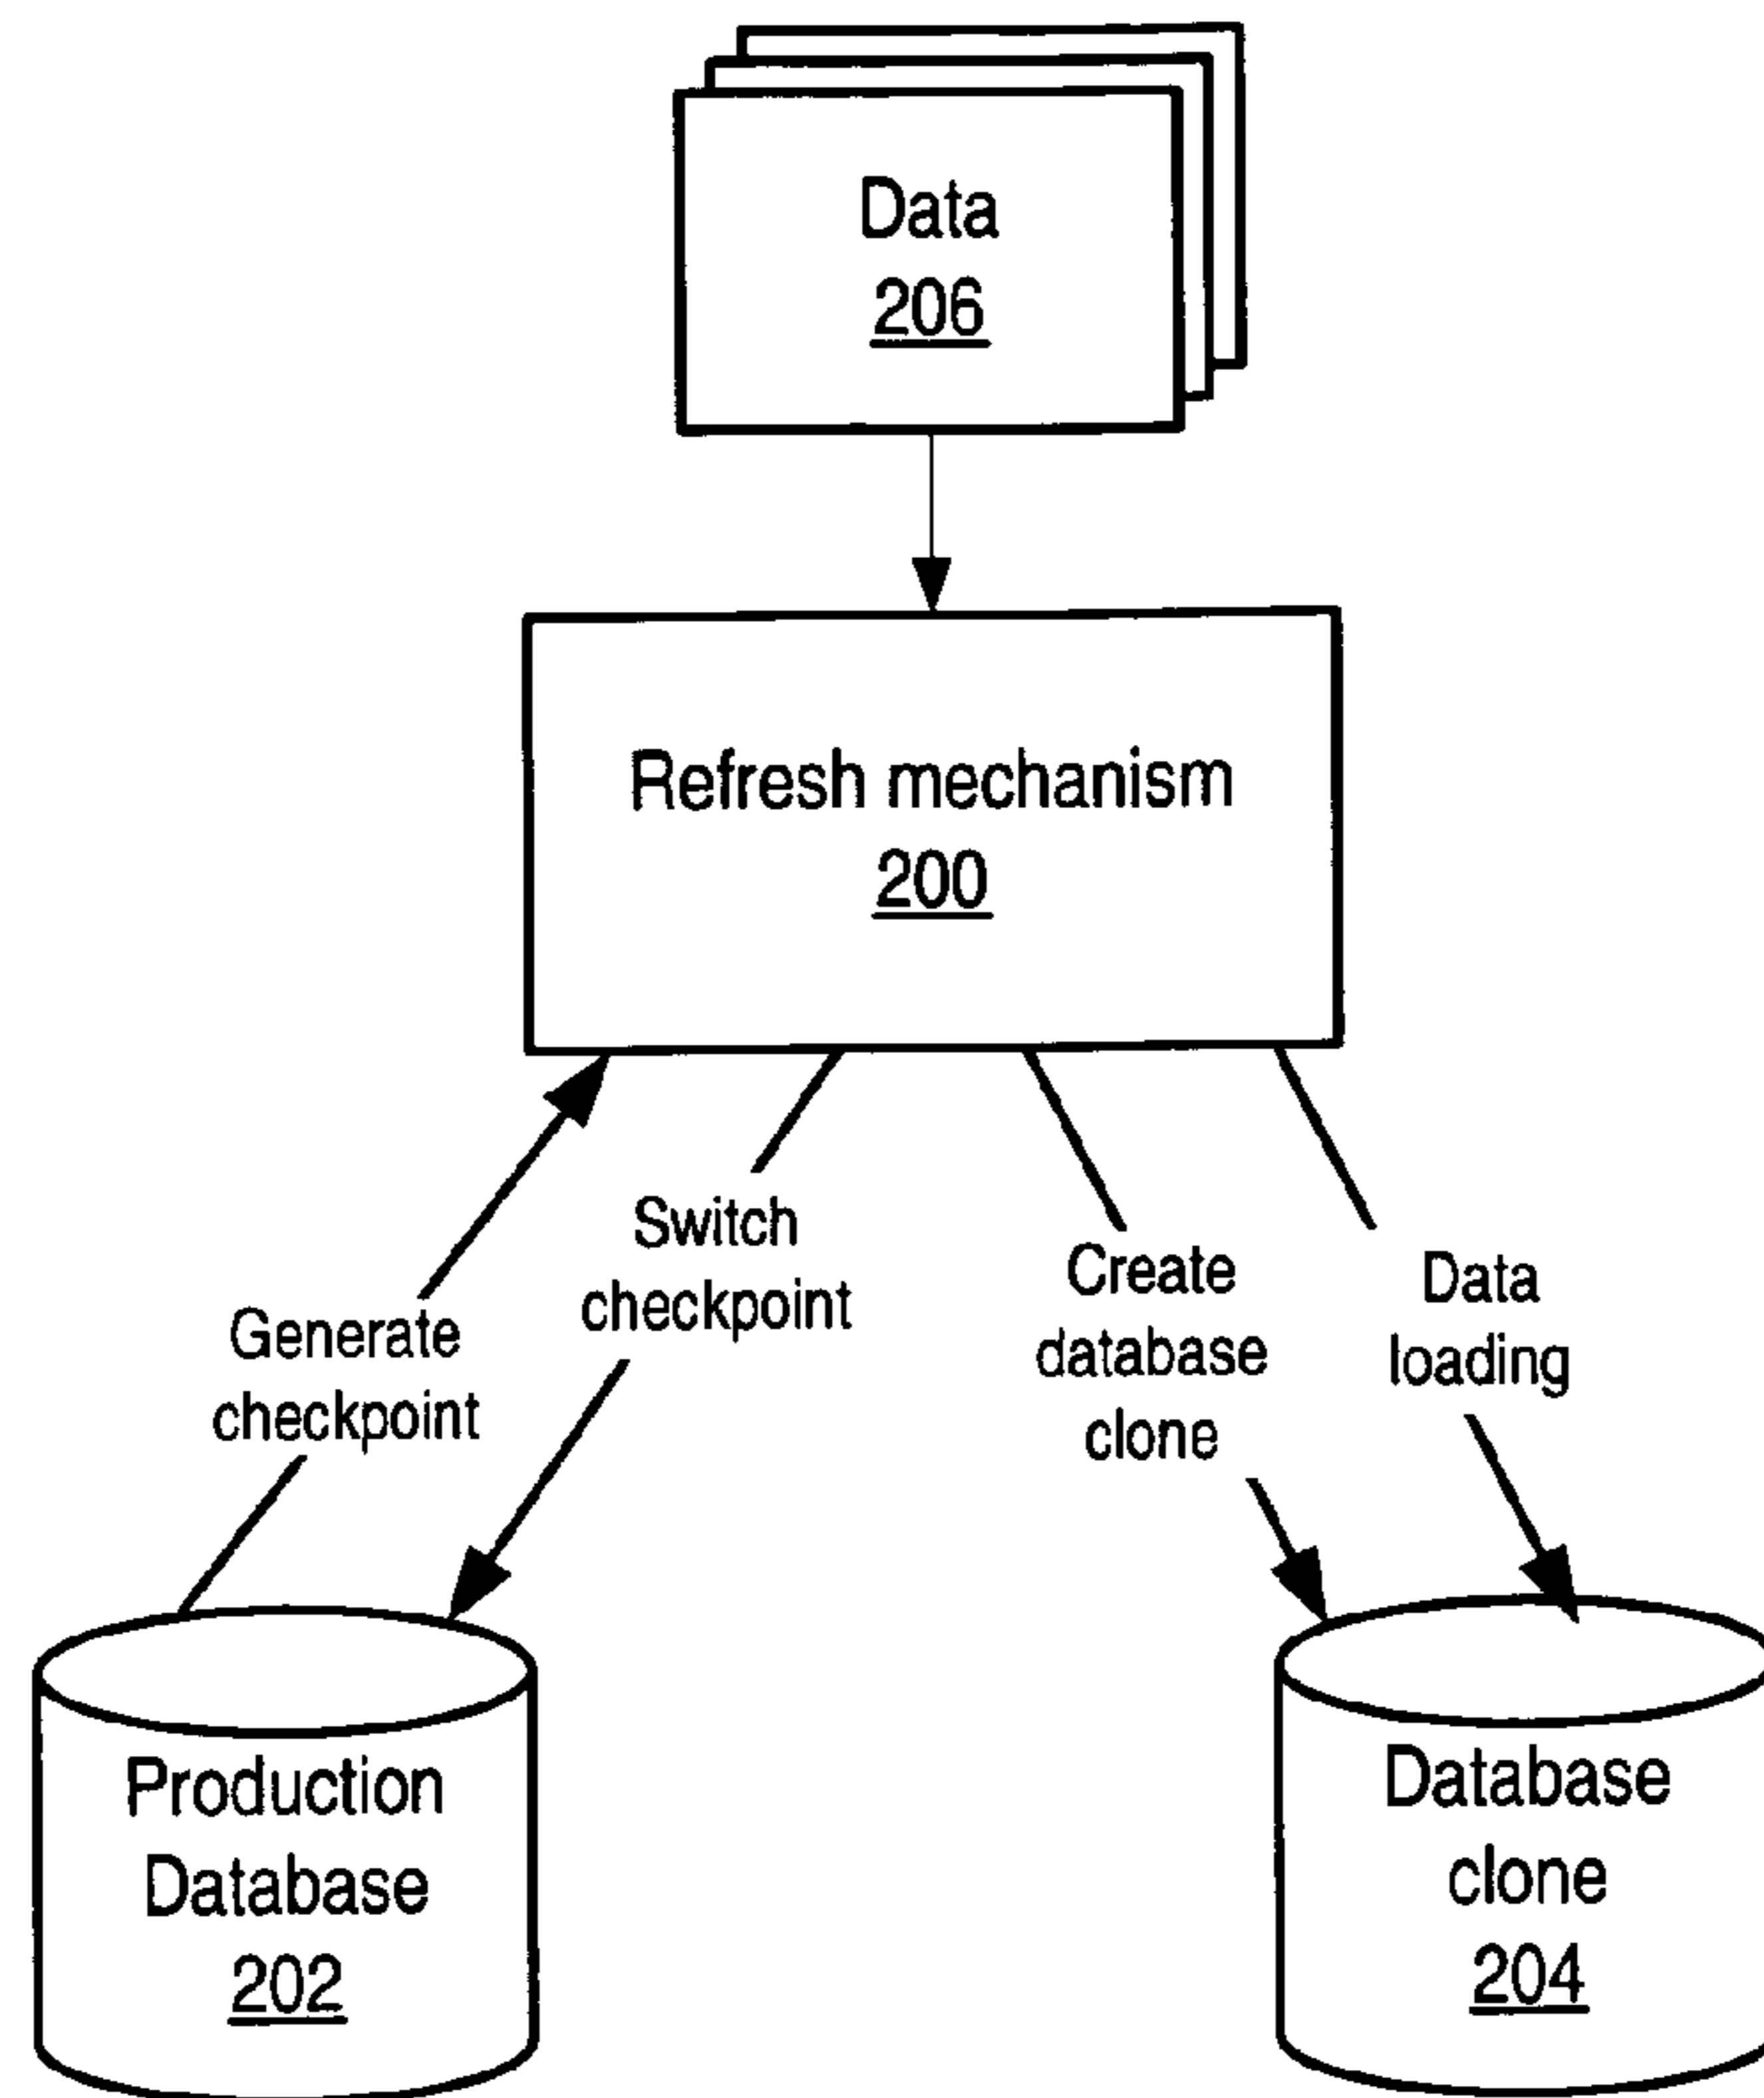 Data
206
Refresh mechanism
200
Switch
checkpoint
Generate
checkpoint
Create
database
clone
Data
loading
Production
Database
202
Database
clone
204